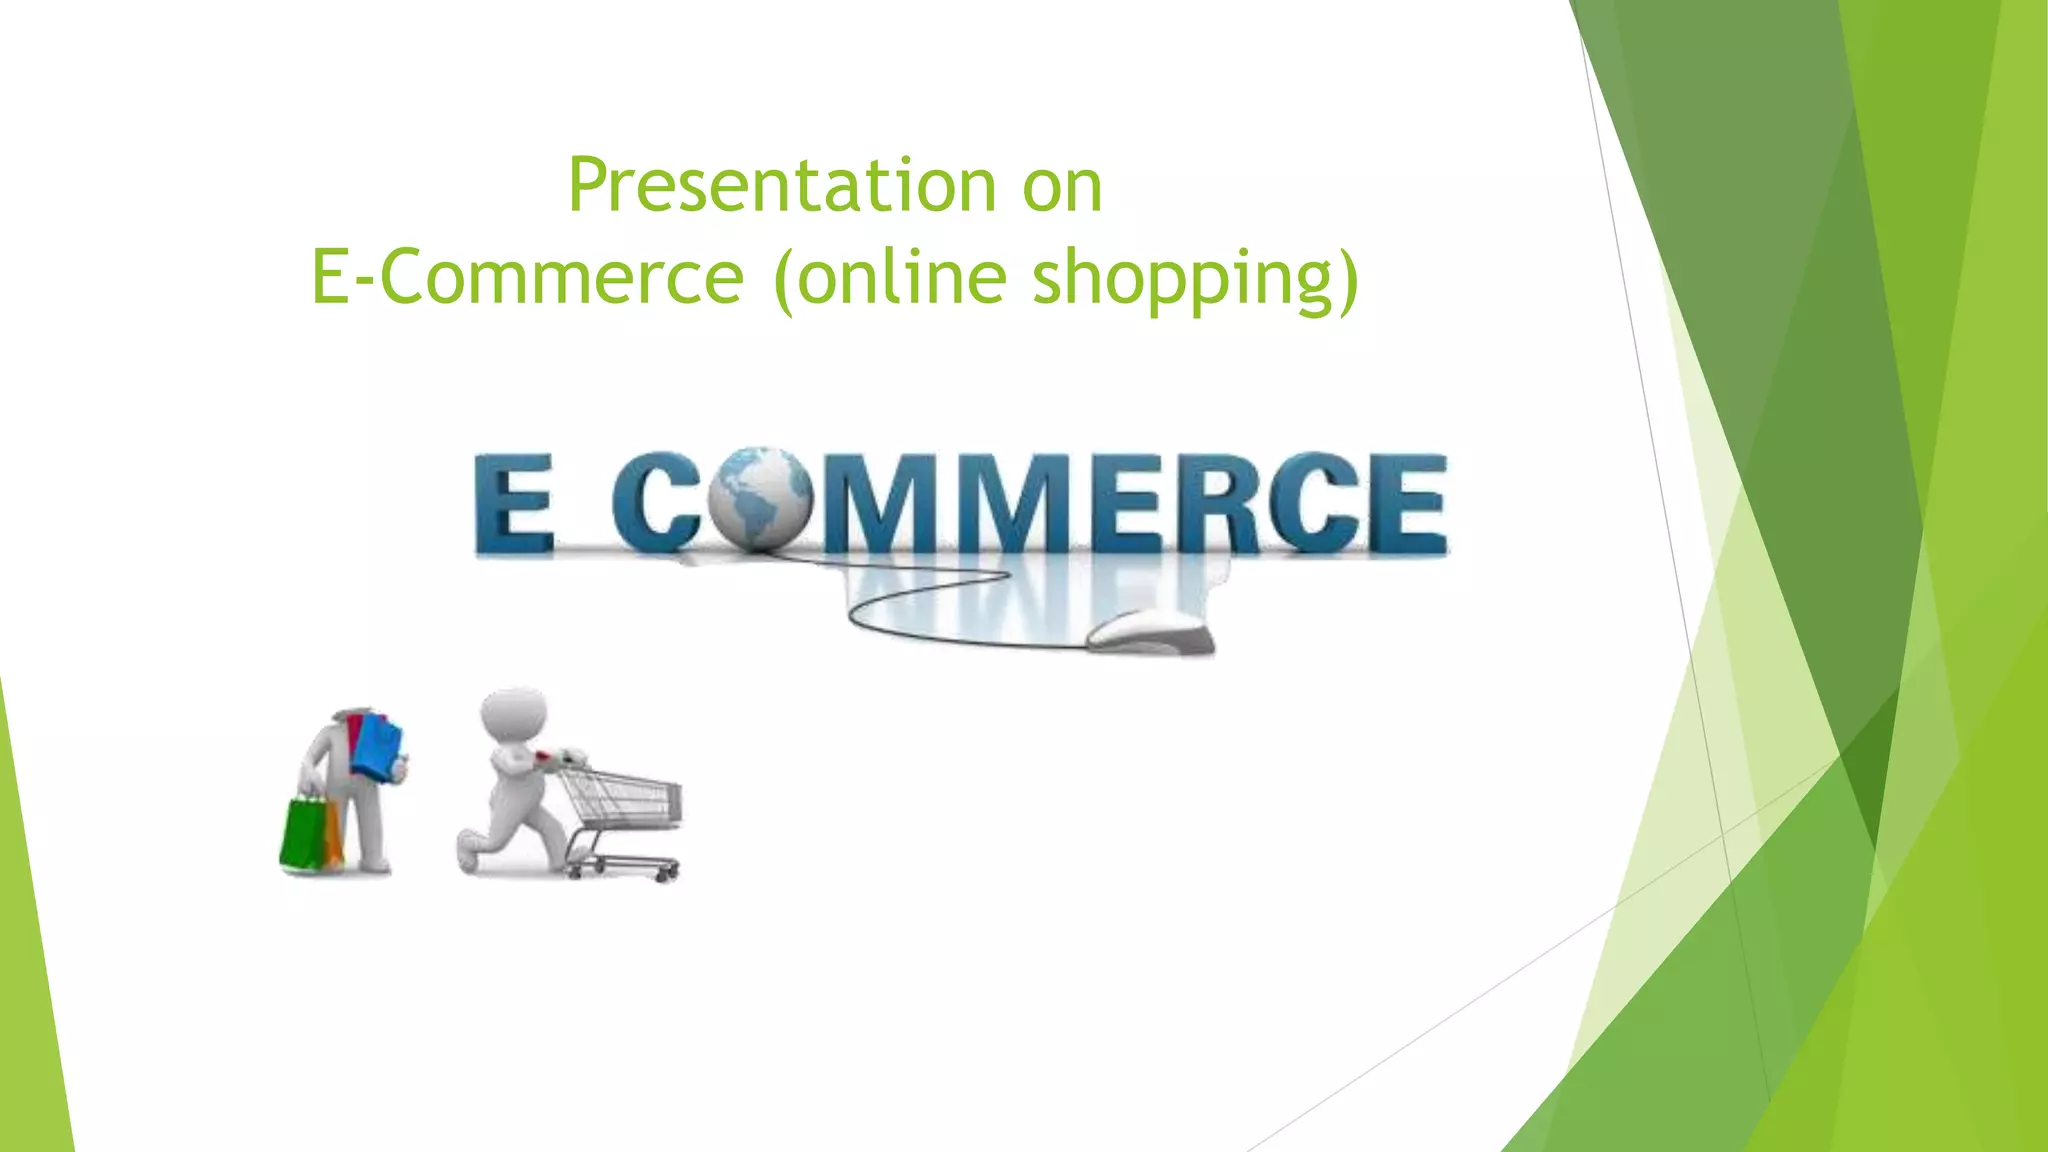 Presentation on
E-Commerce (online shopping)
E COMMERCE